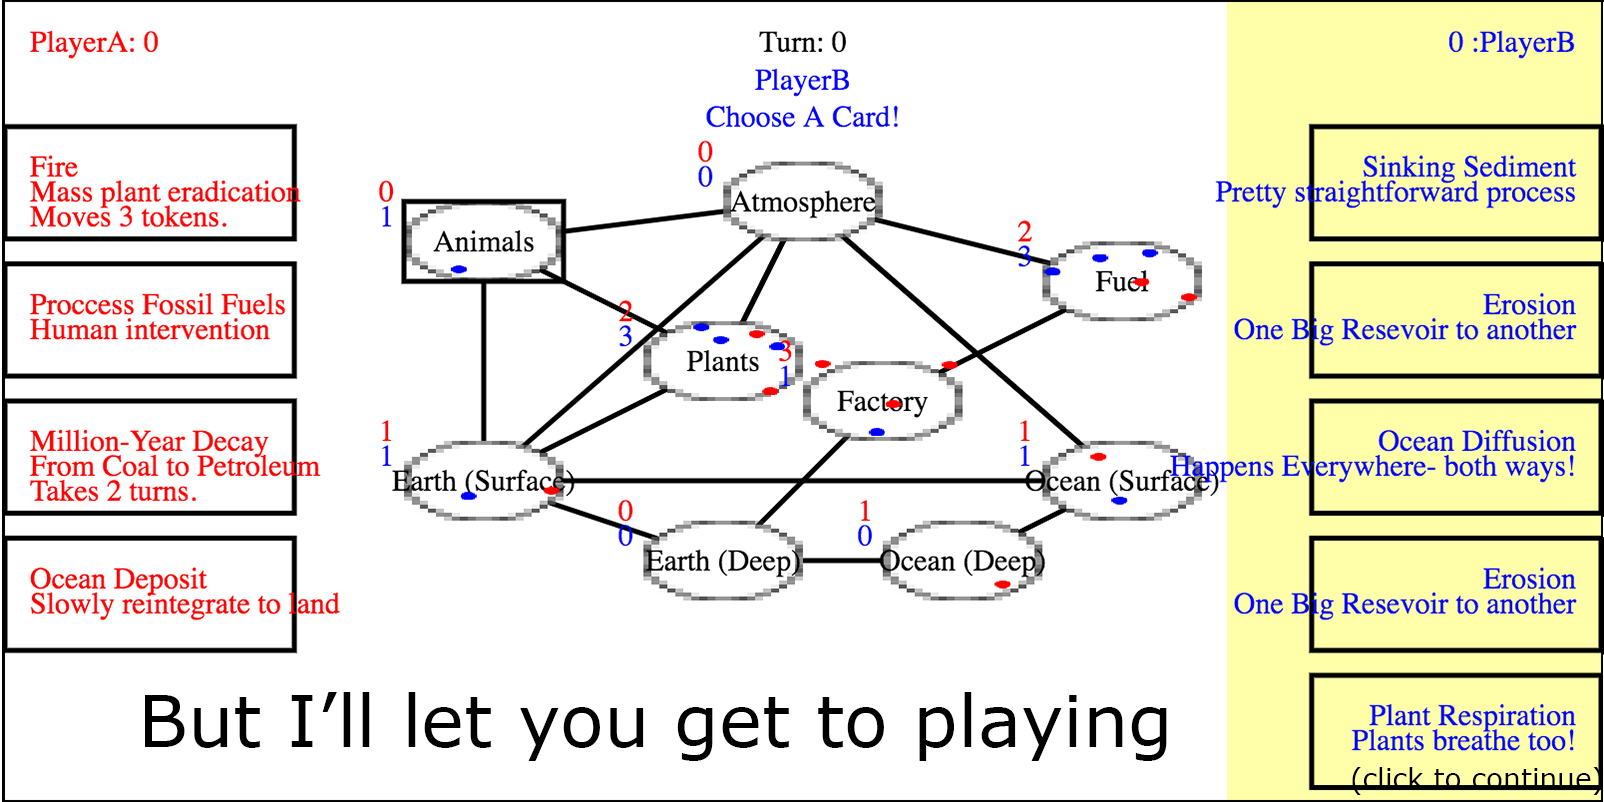 PlayerA: 0
Turn: 0
0 :PlayerB
PlayerB
Choose A Card!
Fire
Mass plant eradication
Moves 3 tokens.
Proccess Fossil Fuels
Human intervention
Million-Year Decay
From Coal to Petroleum
Takes 2 turns.
Ocean Deposit
Slowly reintegrate to land
0
0
Atmosphere
0
1
Animals
2
3
Fuel
2
3
Plants
3
1
Factory
1
1
Earth (Surface)
1
1
Ocean (Surface)
0
0
Earth (Deep)
1
0
Ocean (Deep)
Sinking Sediment
Pretty straightforward process
Erosion
One Big Resevoir to another
Ocean Diffusion
Happens Everywhere- both ways!
Erosion
One Big Resevoir to another
Plant Respiration
Plants breathe too!
But I’ll let you get to playing
(click to continue)